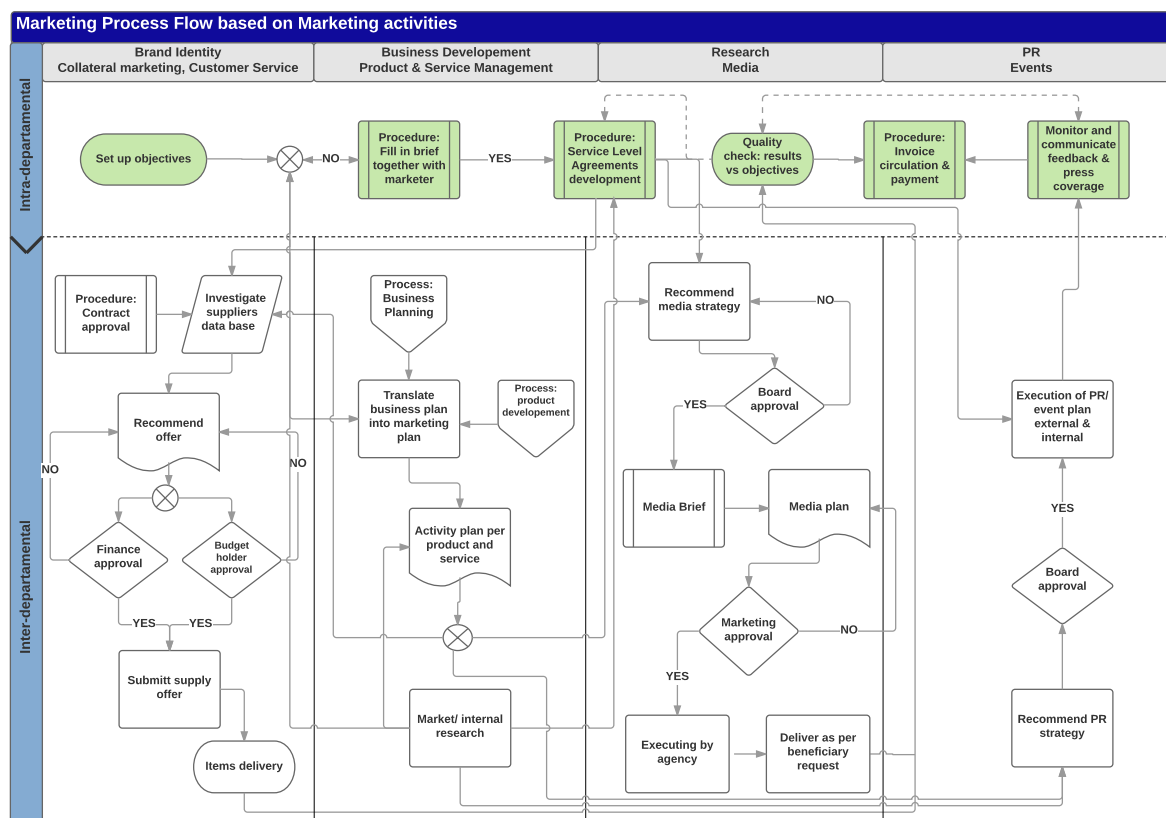 Marketing Process Flow based on Marketing activities
Brand Identity
Collateral marketing, Customer Service
Business Developement
Product & Service Management
Research
Media
PR
Events
Intra-departamental
Set up objectives
NO
Procedure:
Fill in brief
together with
marketer
YES
Procedure:
Service Level
Agreements
development
Quality
check: results
vs objectives
Procedure:
Invoice
circulation &
payment
Monitor and
communicate
feedback &
press
coverage
Inter-departamental
Procedure:
Contract
approval
Investigate
suppliers
data base
Process:
Business
Planning
Recommend
media strategy
NO
Recommend
offer
Translate
business plan
into marketing
plan
Process:
product
developement
YES
Board
approval
Execution of PR/
event plan
external &
internal
NO
NO
Media Brief
Media plan
YES
Finance
approval
Budget
holder
approval
Activity plan per
product and
service
Board
approval
YES
YES
Marketing
approval
NO
YES
Submitt supply
offer
Market/ internal
research
Executing by
agency
Deliver as per
beneficiary
request
Recommend PR
strategy
Items delivery